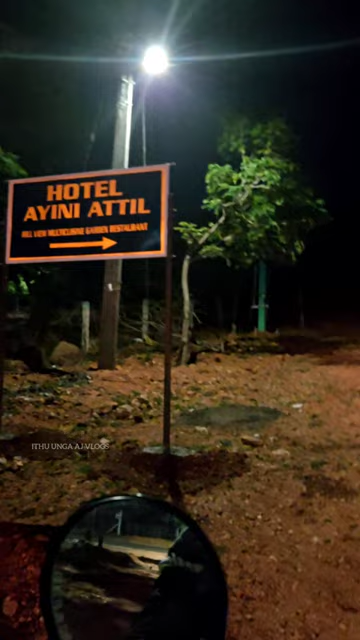 HOTEL
AYINI ATTIL
HILL VIEW MULTICUISINE GARDEN RESTAURANT
ITHU UNGA AJ VLOGS